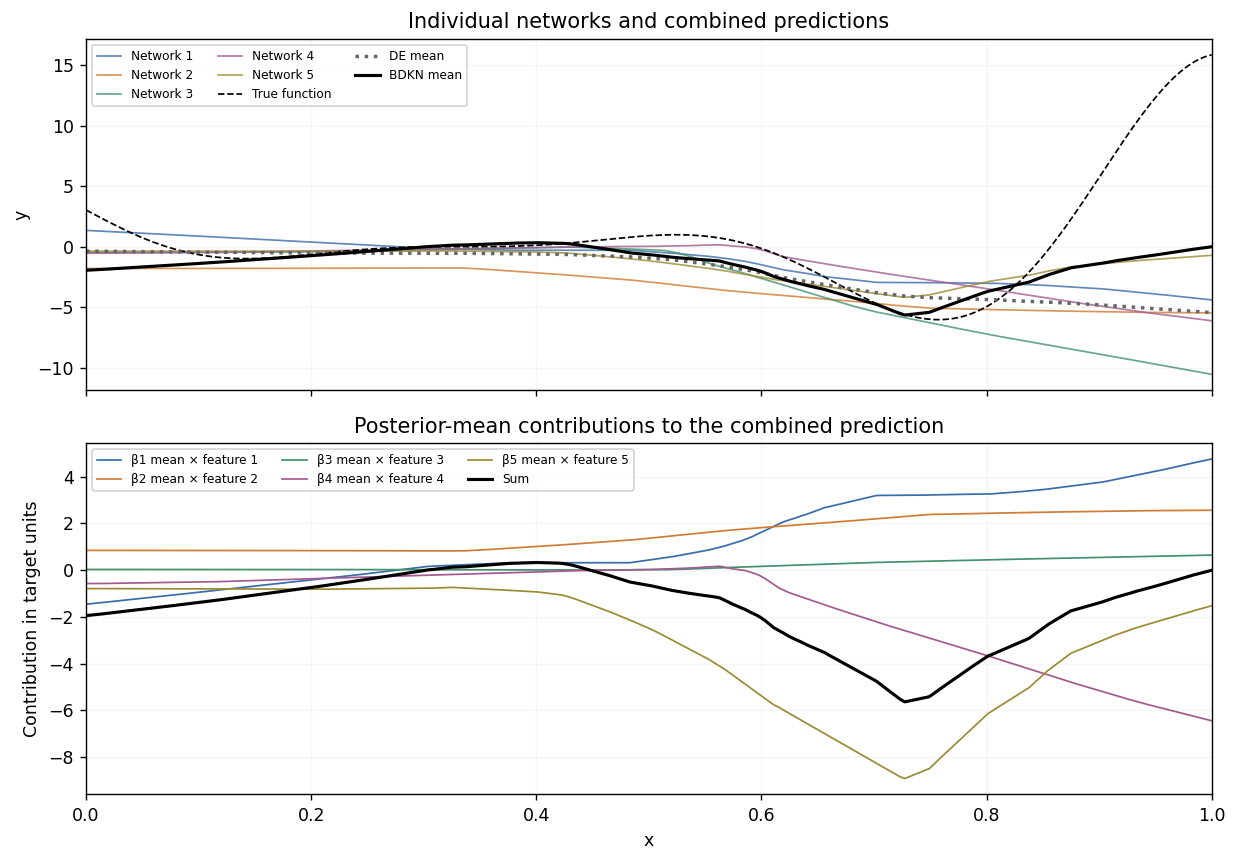 Individual networks and combined predictions
Network 1
Network 2
Network 3
Network 4
Network 5
True function
DE mean
BDKN mean
15
10
5
0
−5
−10
y
Posterior-mean contributions to the combined prediction
β1 mean × feature 1
β2 mean × feature 2
β3 mean × feature 3
β4 mean × feature 4
β5 mean × feature 5
Sum
4
2
0
−2
−4
−6
−8
Contribution in target units
0.0 0.2 0.4 0.6 0.8 1.0
x